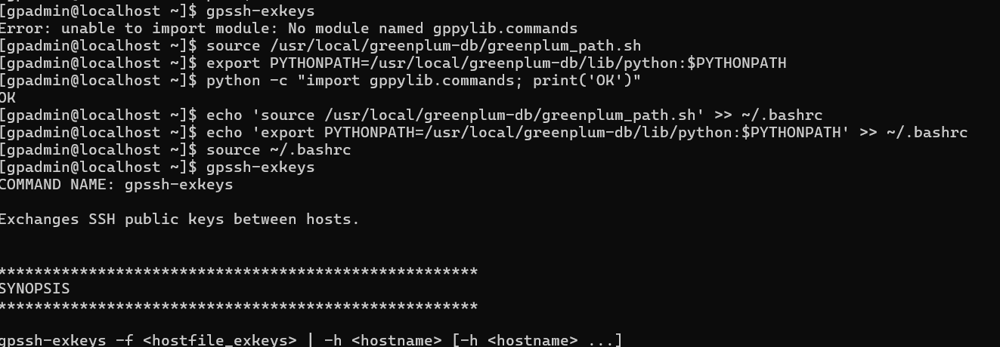 [gpadmin@localhost ~]$ gpssh-exkeys
Error: unable to import module: No module named gppylib.commands
[gpadmin@localhost ~]$ source /usr/local/greenplum-db/greenplum_path.sh
[gpadmin@localhost ~]$ export PYTHONPATH=/usr/local/greenplum-db/lib/python:$PYTHONPATH
[gpadmin@localhost ~]$ python -c "import gppylib.commands; print('OK')"
OK
[gpadmin@localhost ~]$ echo 'source /usr/local/greenplum-db/greenplum_path.sh' >> ~/.bashrc
[gpadmin@localhost ~]$ echo 'export PYTHONPATH=/usr/local/greenplum-db/lib/python:$PYTHONPATH' >> ~/.bashrc
[gpadmin@localhost ~]$ source ~/.bashrc
[gpadmin@localhost ~]$ gpssh-exkeys
COMMAND NAME: gpssh-exkeys
Exchanges SSH public keys between hosts.
*****************************************************
SYNOPSIS
*****************************************************
gpssh-exkeys -f <hostfile_exkeys> | -h <hostname> [-h <hostname> ...]